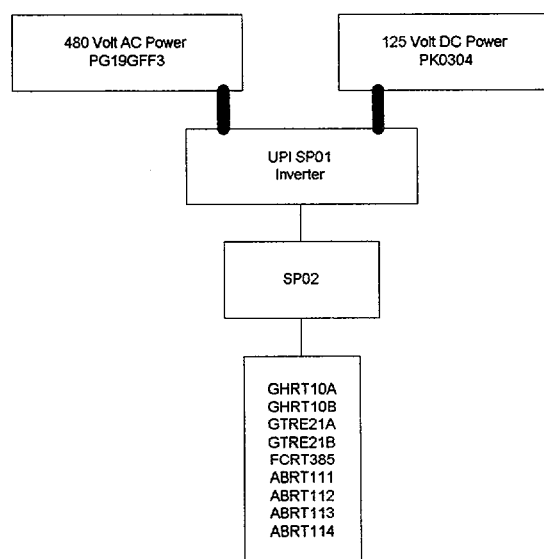 480 Volt AC Power
PG19GFF3
125 Volt DC Power
PK0304
UPI SP01
Inverter
SP02
GHRT10A
GHRT10B
GTRE21A
GTRE21B
FCRT385
ABRT111
ABRT112
ABRT113
ABRT114